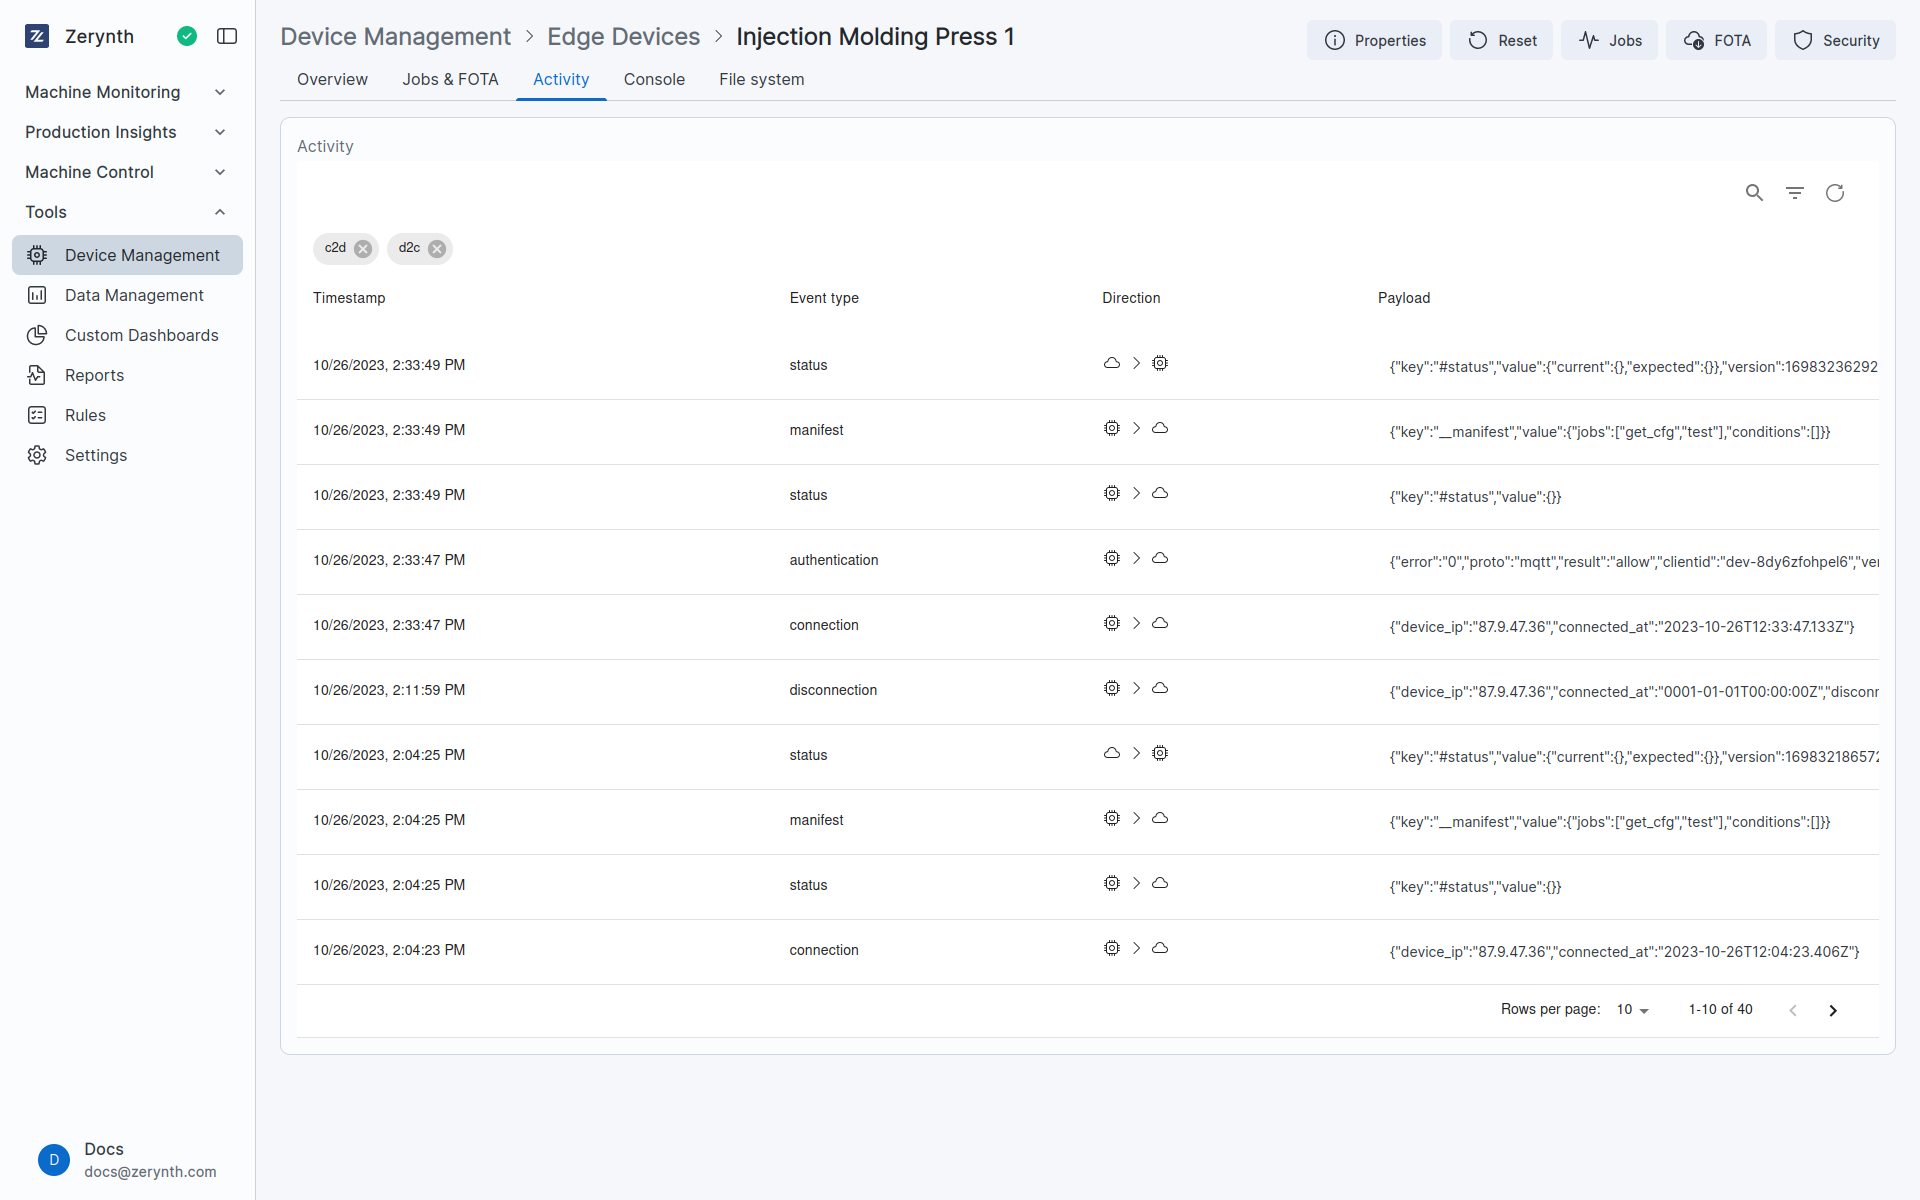 Zerynth
Machine Monitoring
Production Insights
Machine Control
Tools
Device Management
Data Management
Custom Dashboards
Reports
Rules
Settings
D
Docs
docs@zerynth.com
Device Management > Edge Devices > Injection Molding Press 1
Properties
Reset
Jobs
FOTA
Security
Overview
Jobs & FOTA
Activity
Console
File system
Activity
c2d
d2c
Timestamp Event type Direction Payload
10/26/2023, 2:33:49 PM status {"key":"#status","value":{"current":{},"expected":{}},"version":16983236292
10/26/2023, 2:33:49 PM manifest {"key":"__manifest","value":{"jobs":["get_cfg","test"],"conditions":[]}}
10/26/2023, 2:33:49 PM status {"key":"#status","value":{}}
10/26/2023, 2:33:47 PM authentication {"error":"0","proto":"mqtt","result":"allow","clientid":"dev-8dy6zfohpel6","ver
10/26/2023, 2:33:47 PM connection {"device_ip":"87.9.47.36","connected_at":"2023-10-26T12:33:47.133Z"}
10/26/2023, 2:11:59 PM disconnection {"device_ip":"87.9.47.36","connected_at":"0001-01-01T00:00:00Z","disconr
10/26/2023, 2:04:25 PM status {"key":"#status","value":{"current":{},"expected":{}},"version":169832186572
10/26/2023, 2:04:25 PM manifest {"key":"__manifest","value":{"jobs":["get_cfg","test"],"conditions":[]}}
10/26/2023, 2:04:25 PM status {"key":"#status","value":{}}
10/26/2023, 2:04:23 PM connection {"device_ip":"87.9.47.36","connected_at":"2023-10-26T12:04:23.406Z"}
Rows per page: 10 1-10 of 40